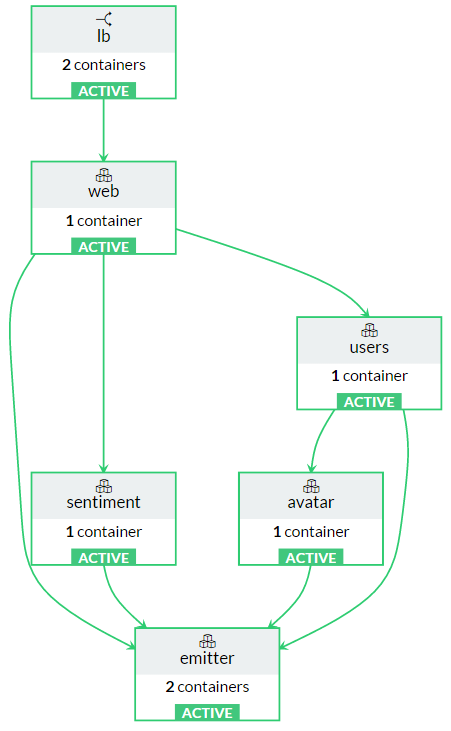 lb
2 containers
ACTIVE
web
1 container
ACTIVE
users
1 container
ACTIVE
sentiment
1 container
ACTIVE
avatar
1 container
ACTIVE
emitter
2 containers
ACTIVE